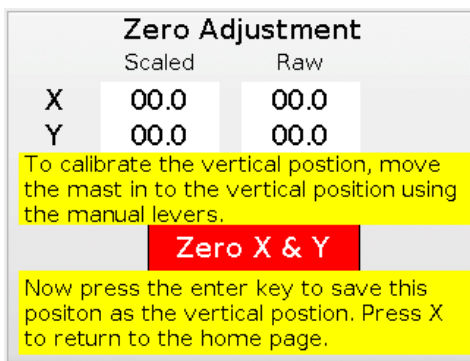 Zero Adjustment
Scaled Raw
X 00.0 00.0
Y 00.0 00.0
To calibrate the vertical postion, move
the mast in to the vertical position using
the manual levers.
Zero X & Y
Now press the enter key to save this
positon as the vertical postion. Press X
to return to the home page.